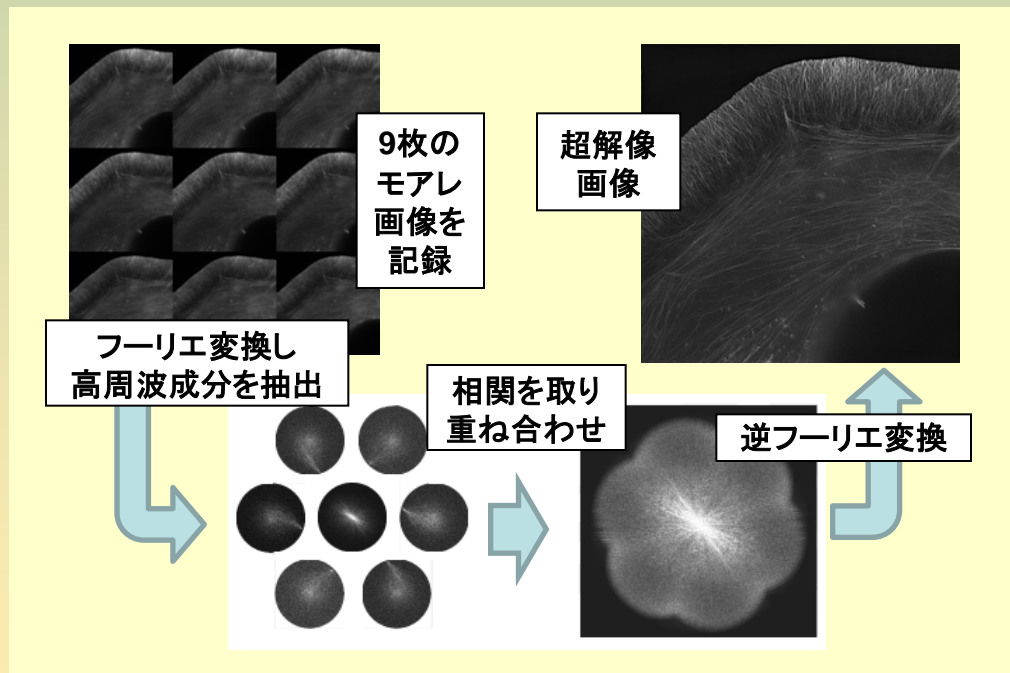 9枚の
モアレ
画像を
記録
フーリエ変換し
高周波成分を抽出
相関を取り
重ね合わせ
逆フーリエ変換
超解像
画像